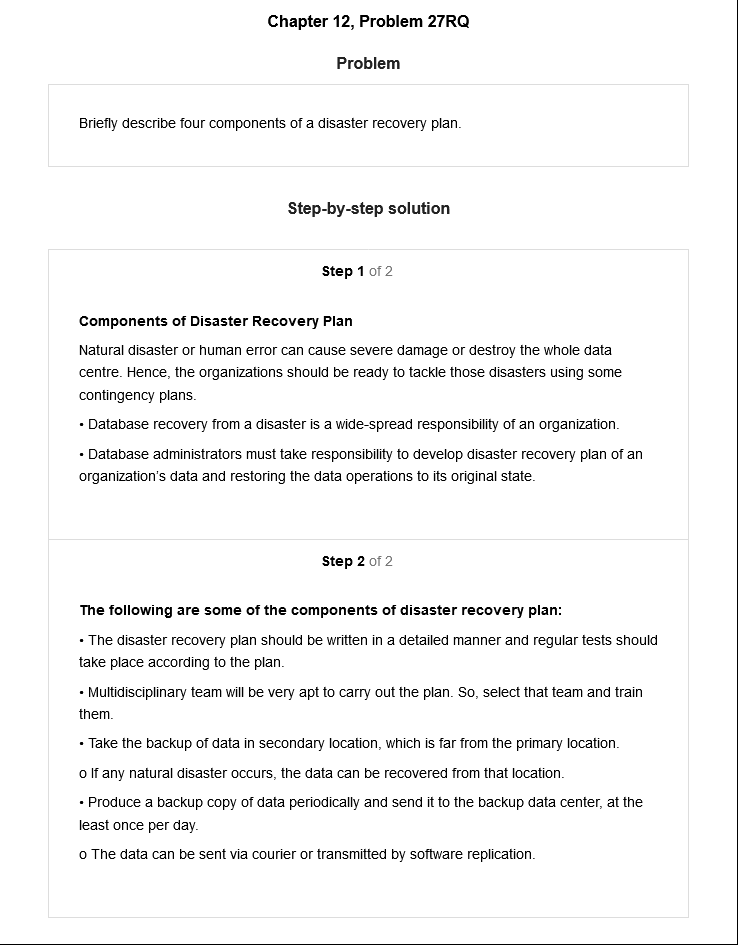 Chapter 12, Problem 27RQ
Problem
Briefly describe four components of a disaster recovery plan.
Step-by-step solution
Step 1 of 2
Components of Disaster Recovery Plan
Natural disaster or human error can cause severe damage or destroy the whole data
centre. Hence, the organizations should be ready to tackle those disasters using some
contingency plans.
• Database recovery from a disaster is a wide-spread responsibility of an organization.
• Database administrators must take responsibility to develop disaster recovery plan of an
organization's data and restoring the data operations to its original state.
Step 2 of 2
The following are some of the components of disaster recovery plan:
• The disaster recovery plan should be written in a detailed manner and regular tests should
take place according to the plan.
• Multidisciplinary team will be very apt to carry out the plan. So, select that team and train
them.
• Take the backup of data in secondary location, which is far from the primary location.
o If any natural disaster occurs, the data can be recovered from that location.
• Produce a backup copy of data periodically and send it to the backup data center, at the
least once per day.
o The data can be sent via courier or transmitted by software replication.